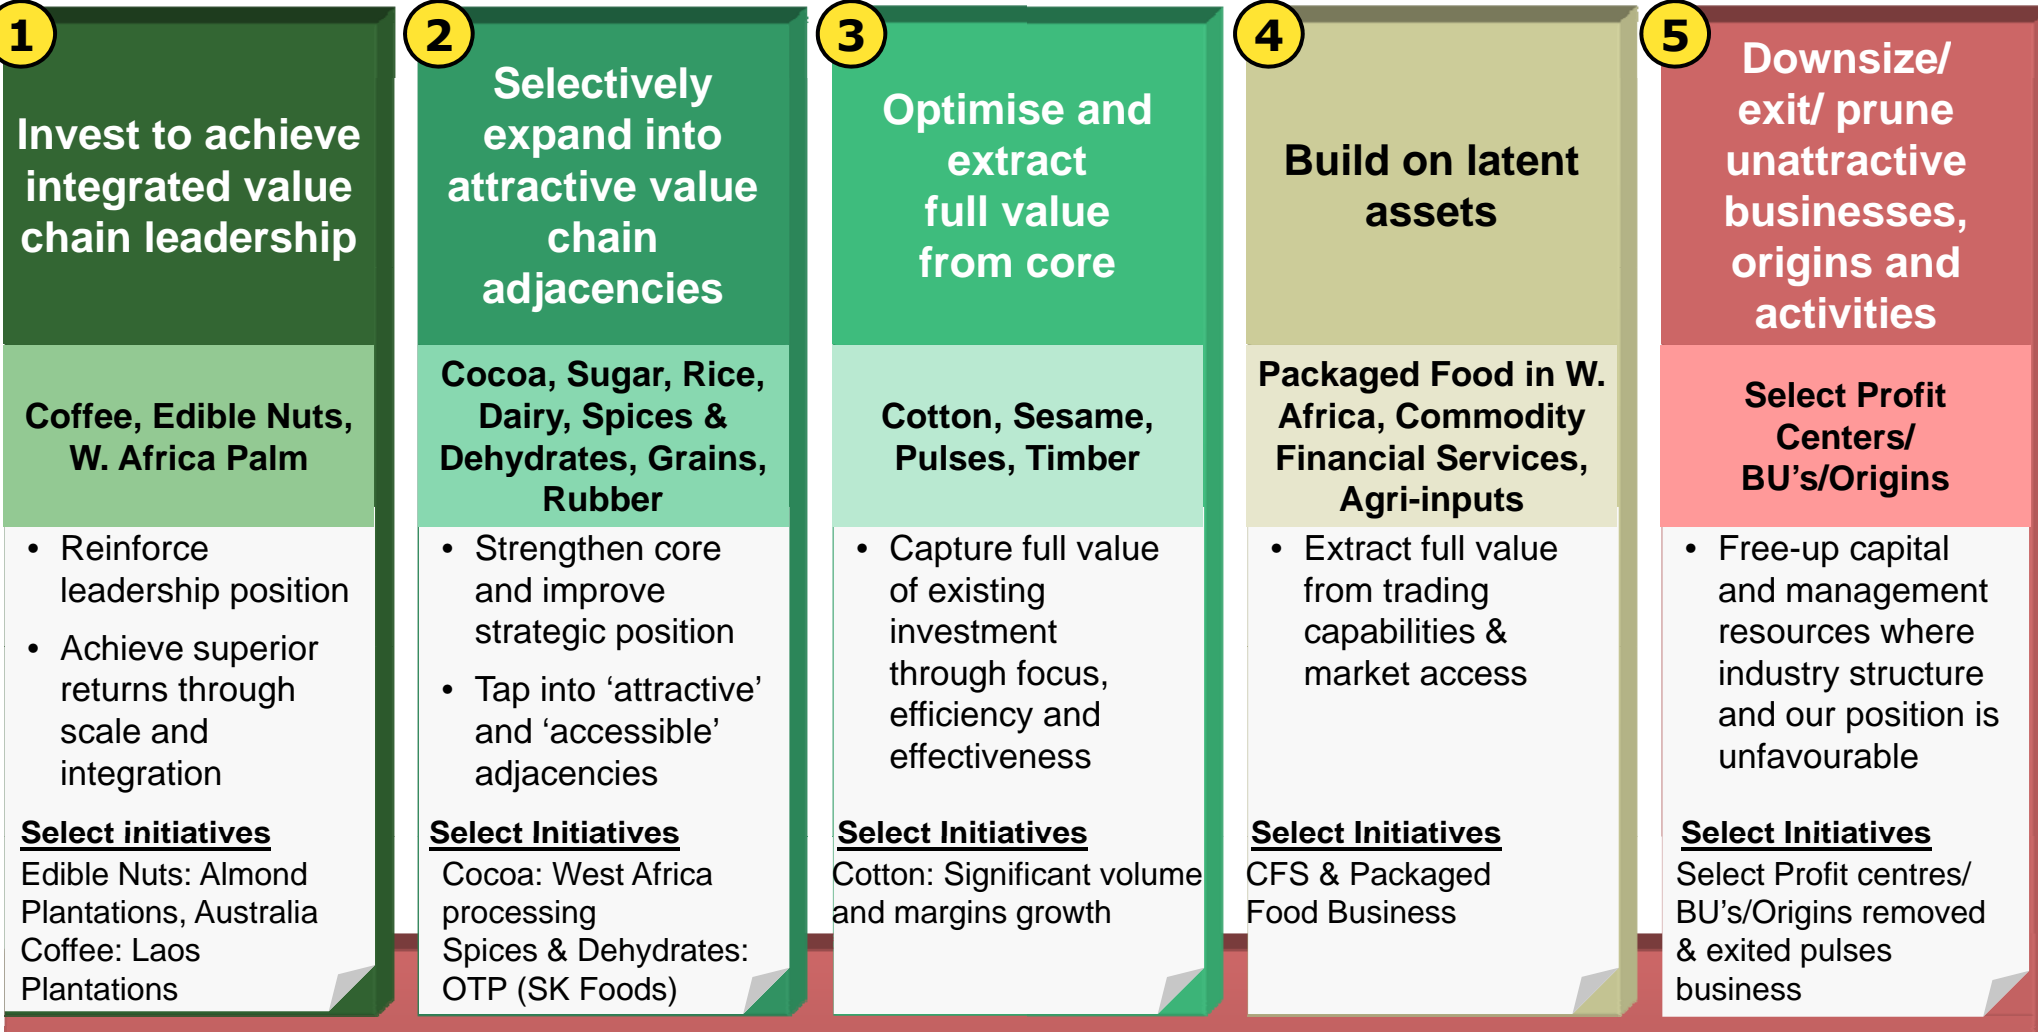 1
Invest to achieve
integrated value
chain leadership
Coffee, Edible Nuts,
W. Africa Palm
• Reinforce
leadership position
• Achieve superior
returns through
scale and
integration
Select initiatives
Edible Nuts: Almond
Plantations, Australia
Coffee: Laos
Plantations
2
Selectively
expand into
attractive value
chain
adjacencies
Cocoa, Sugar, Rice,
Dairy, Spices &
Dehydrates, Grains,
Rubber
• Strengthen core
and improve
strategic position
• Tap into ‘attractive’
and ‘accessible’
adjacencies
Select Initiatives
Cocoa: West Africa
processing
Spices & Dehydrates:
OTP (SK Foods)
3
Optimise and
extract
full value
from core
Cotton, Sesame,
Pulses, Timber
• Capture full value
of existing
investment
through focus,
efficiency and
effectiveness
Select Initiatives
Cotton: Significant volume
and margins growth
4
Build on latent
assets
Packaged Food in W.
Africa, Commodity
Financial Services,
Agri-inputs
• Extract full value
from trading
capabilities &
market access
Select Initiatives
CFS & Packaged
Food Business
5
Downsize/
exit/ prune
unattractive
businesses,
origins and
activities
Select Profit
Centers/
BU’s/Origins
• Free-up capital
and management
resources where
industry structure
and our position is
unfavourable
Select Initiatives
Select Profit centres/
BU’s/Origins removed
& exited pulses
business